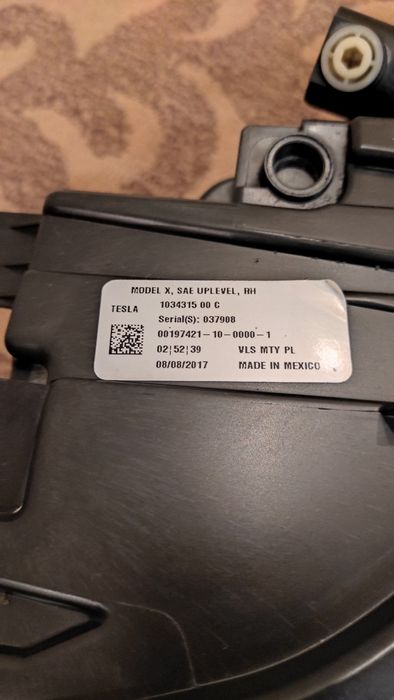 MODEL X, SAE UPLEVEL, RH
TESLA 1034315 00 C
Serial(S): 037908
00197421-10-0000-1
02¦52¦39 VLS MTY PL
08/08/2017 MADE IN MEXICO